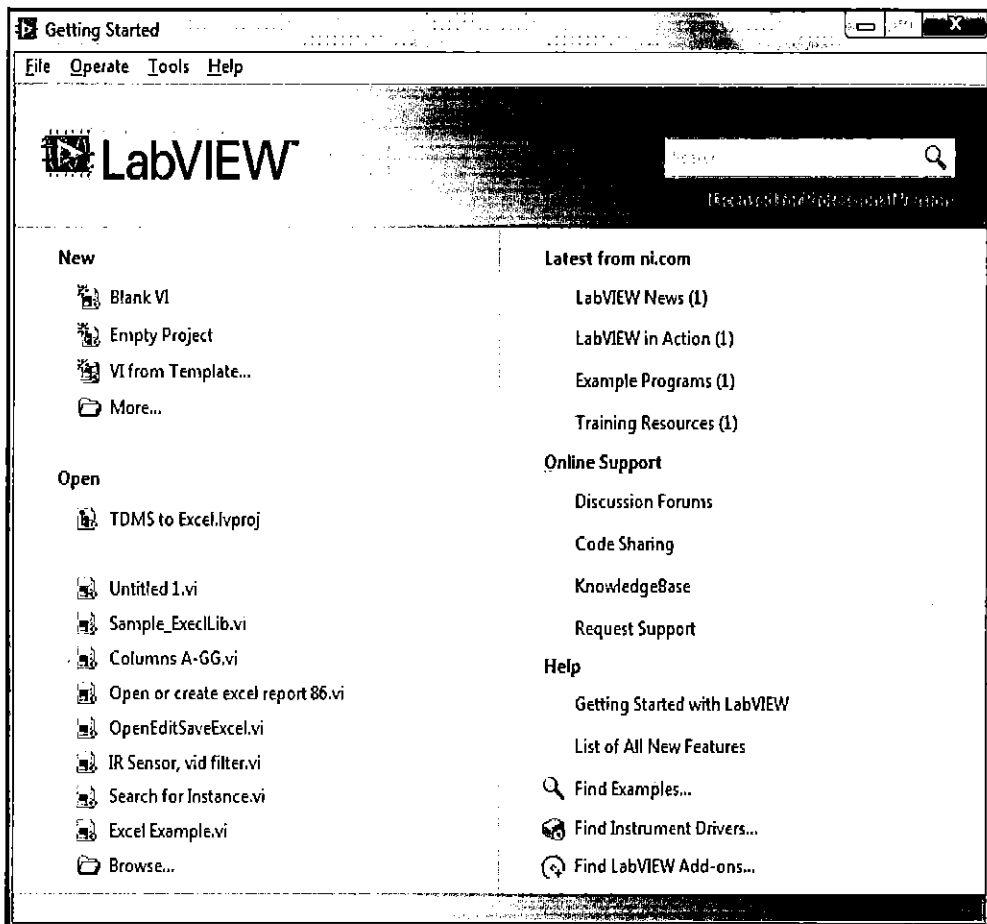 Getting Started
File Operate Tools Help
LabVIEW™
Search
New
Blank VI
Empty Project
VI from Template...
More...
Open
TDMS to Excel.lvproj
Untitled 1.vi
Sample_ExeclLib.vi
Columns A-GG.vi
Open or create excel report 86.vi
OpenEditSaveExcel.vi
IR Sensor, vid filter.vi
Search for Instance.vi
Excel Example.vi
Browse...
Latest from ni.com
LabVIEW News (1)
LabVIEW in Action (1)
Example Programs (1)
Training Resources (1)
Online Support
Discussion Forums
Code Sharing
KnowledgeBase
Request Support
Help
Getting Started with LabVIEW
List of All New Features
Find Examples...
Find Instrument Drivers...
Find LabVIEW Add-ons...